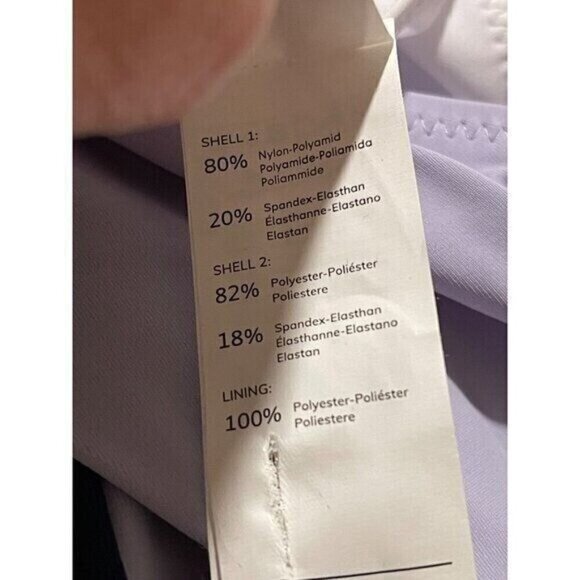 SHELL 1:
80% Nylon-Polyamid
Polyamide-Poliamida
Poliammide
20% Spandex-Elasthan
Élasthanne-Elastano
Elastan
SHELL 2:
82% Polyester-Poliéster
Poliestere
18% Spandex-Elasthan
Élasthanne-Elastano
Elastan
LINING:
100% Polyester-Poliéster
Poliestere